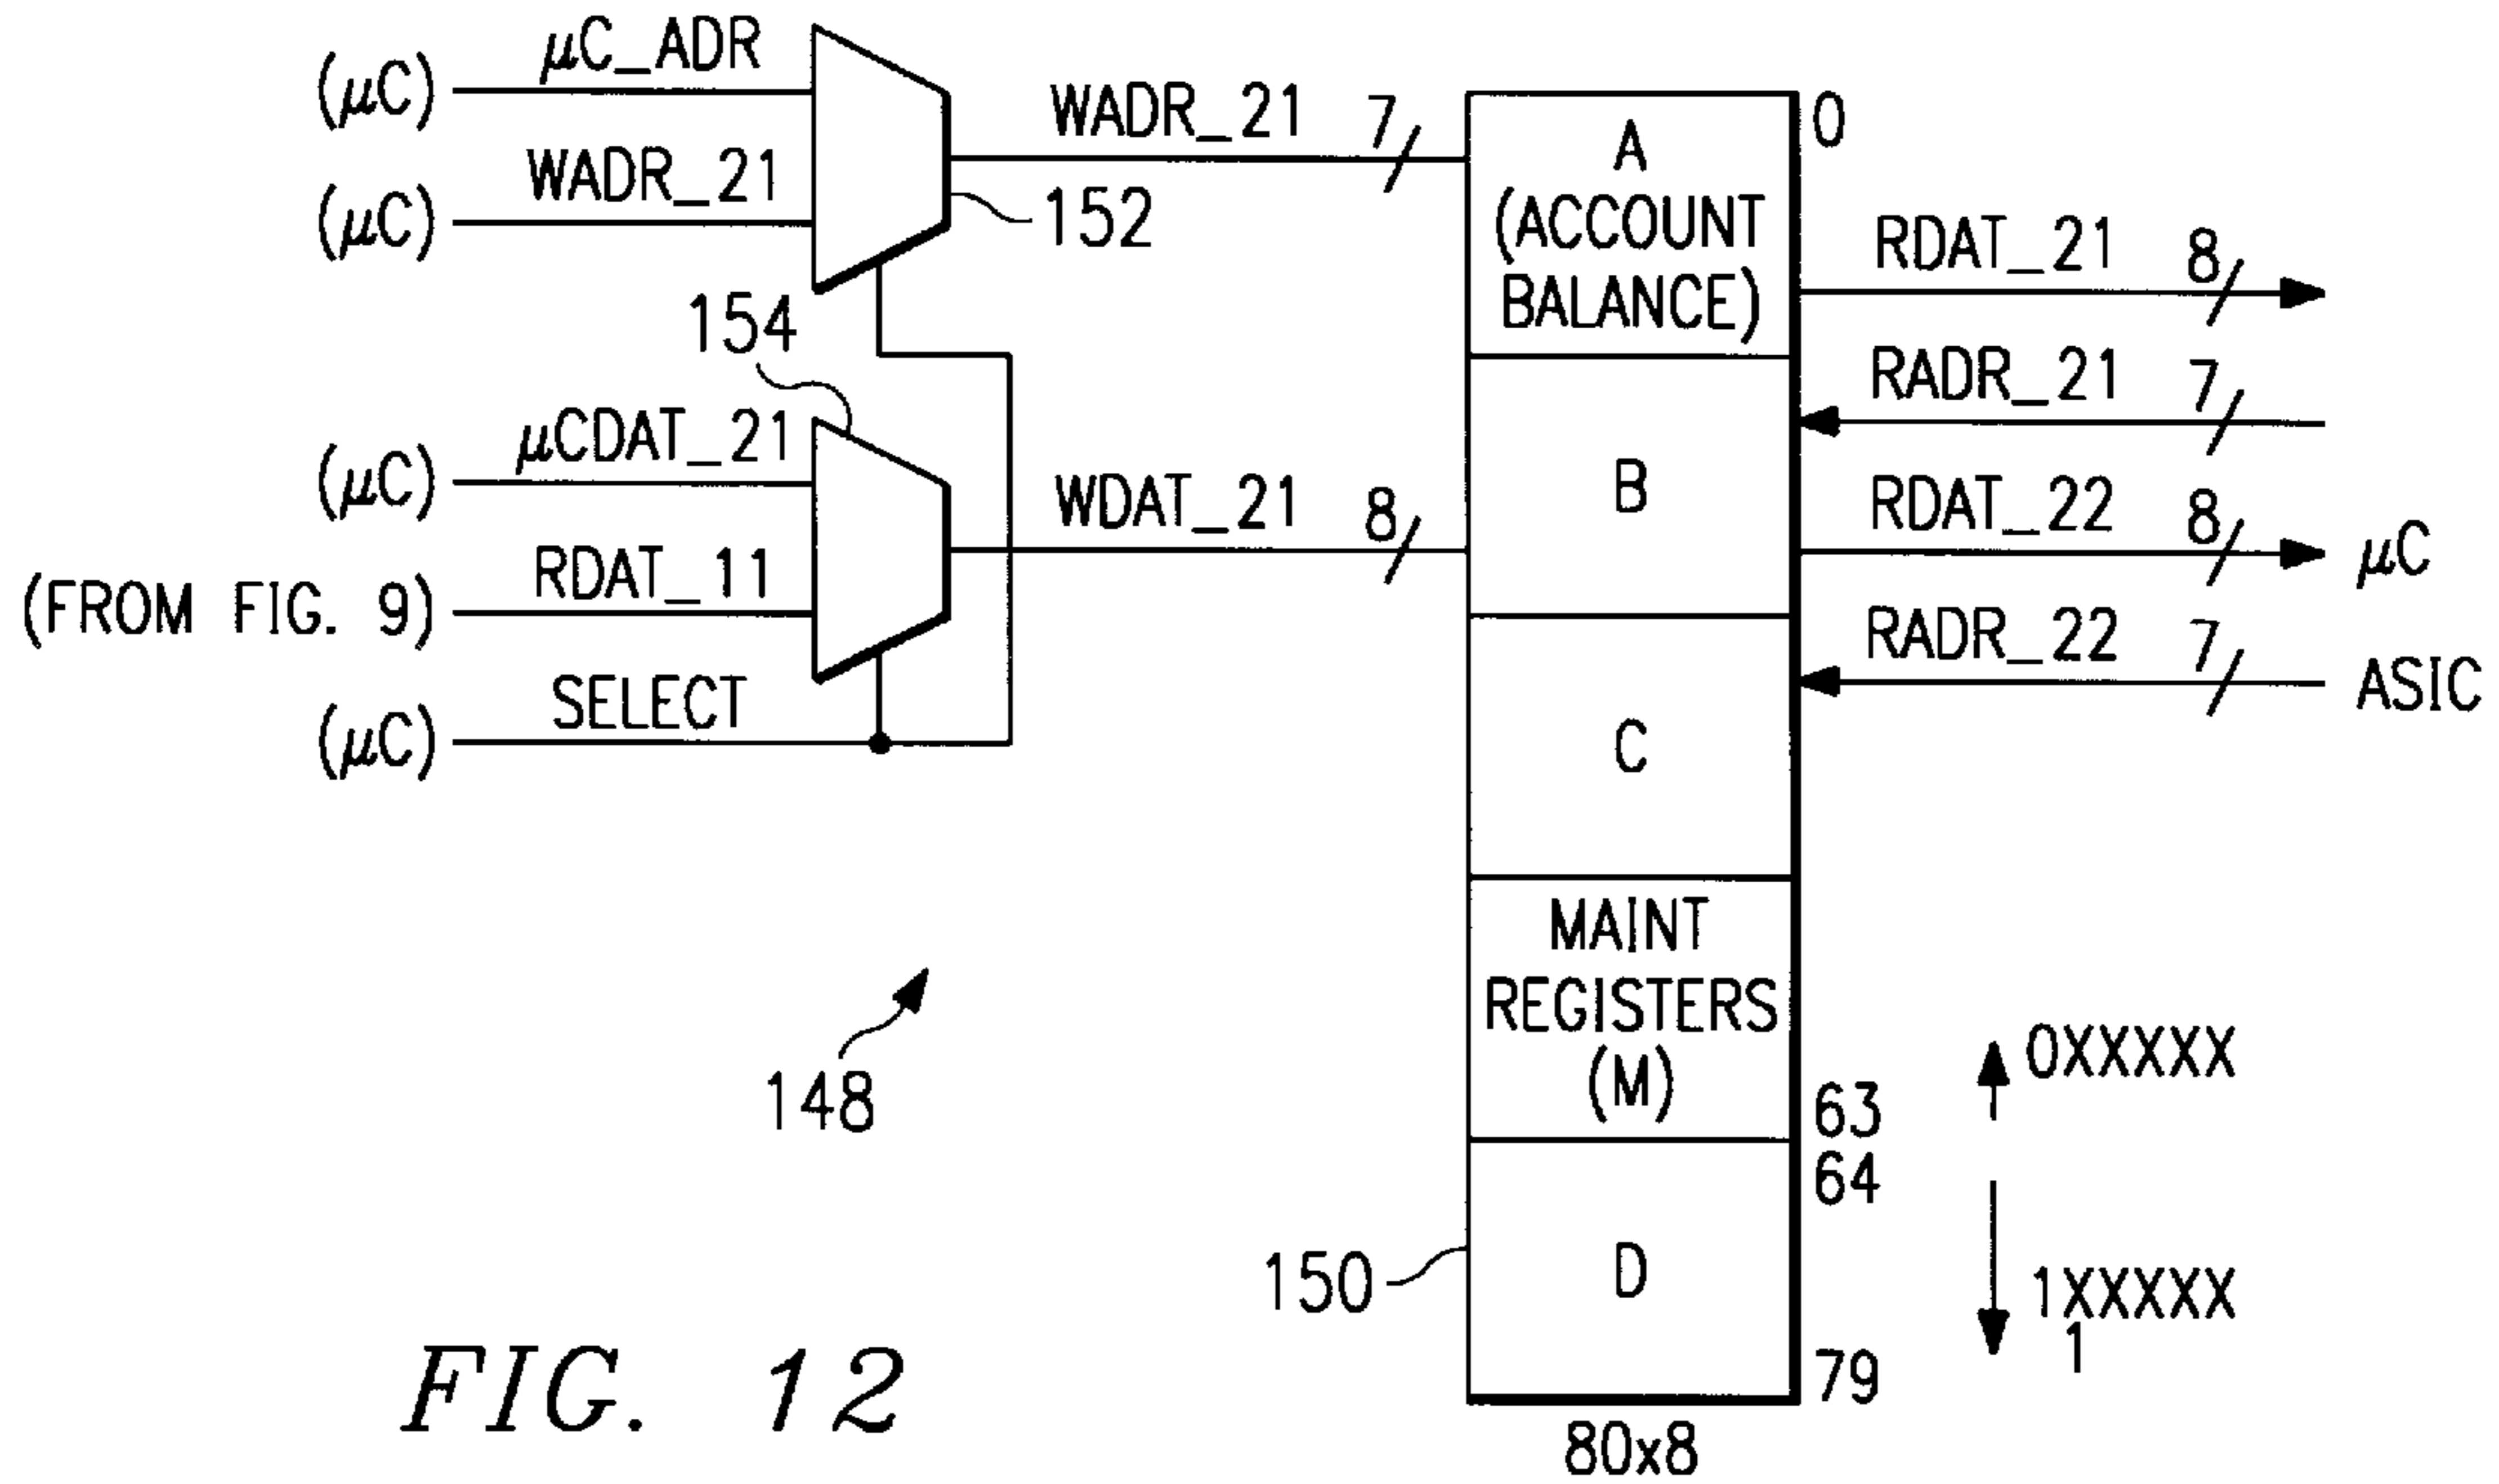 (µC) µC_ADR
(µC) WADR_21
WADR_21 7
152
154
(µC) µCDAT_21
(FROM FIG. 9) RDAT_11
(µC) SELECT
WDAT_21 8
A
(ACCOUNT
BALANCE)
B
C
MAINT
REGISTERS
(M)
D
0
63
64
79
80x8
RDAT_21 8
RADR_21 7
RDAT_22 8 µC
RADR_22 7 ASIC
0XXXXX
1XXXXX
1
148
150
FIG. 12